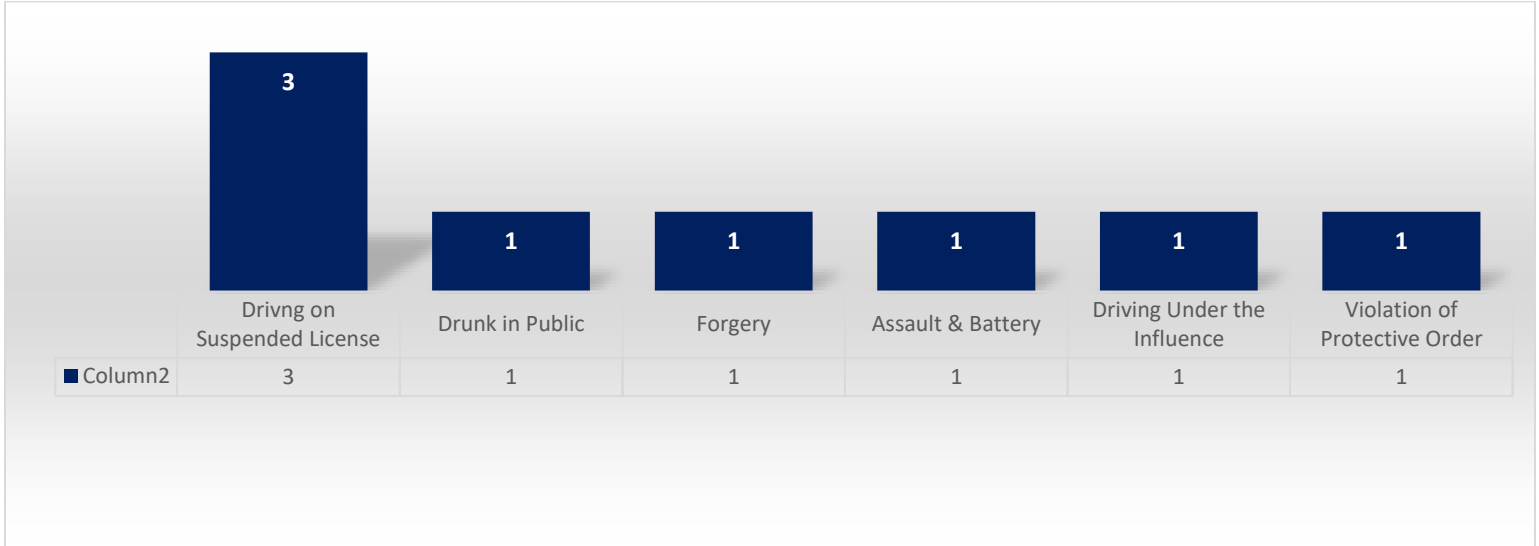 3
1
1
1
1
1
Drivng on
Suspended License
Drunk in Public
Forgery
Assault & Battery
Driving Under the
Influence
Violation of
Protective Order
Column2 3 1 1 1 1 1